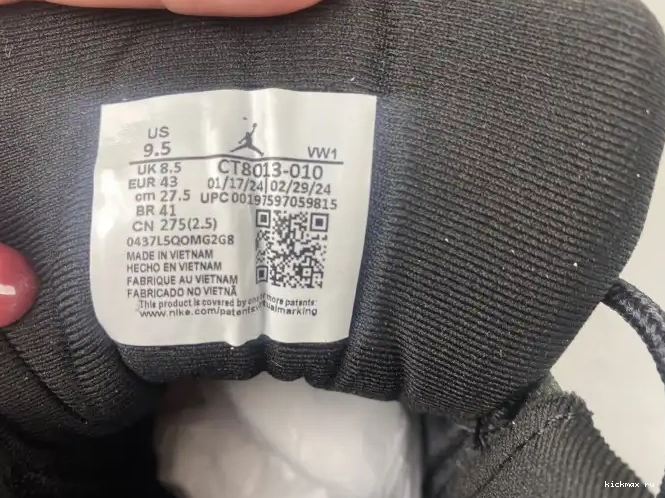 US
9.5
VW1
UK 8.5 CT8013-010
EUR 43 01/17/24 02/29/24
cm 27.5 UPC 00197597059815
BR 41
CN 275(2.5)
0437L5QOMG2G8
MADE IN VIETNAM
HECHO EN VIETNAM
FABRIQUE AU VIETNAM
FABRICADO NO VIETNÃ
This product is covered by one or more patents:
www.nike.com/patents
kickmax ru